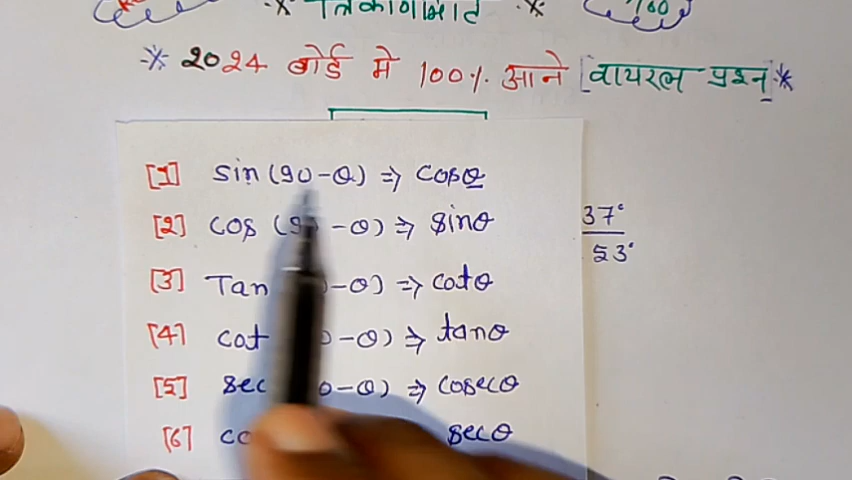 त्रिकोणमिति
-* 2024 बोर्ड मे 100% आने [वायरल प्रश्न]*
[1] sin(90-θ) => cosθ
[2] cos (90-θ) => sinθ
[3] Tan -θ) => cotθ
[4] cot -θ) => tanθ
[5] sec -θ) => cosecθ
[6] secθ
37°
53°